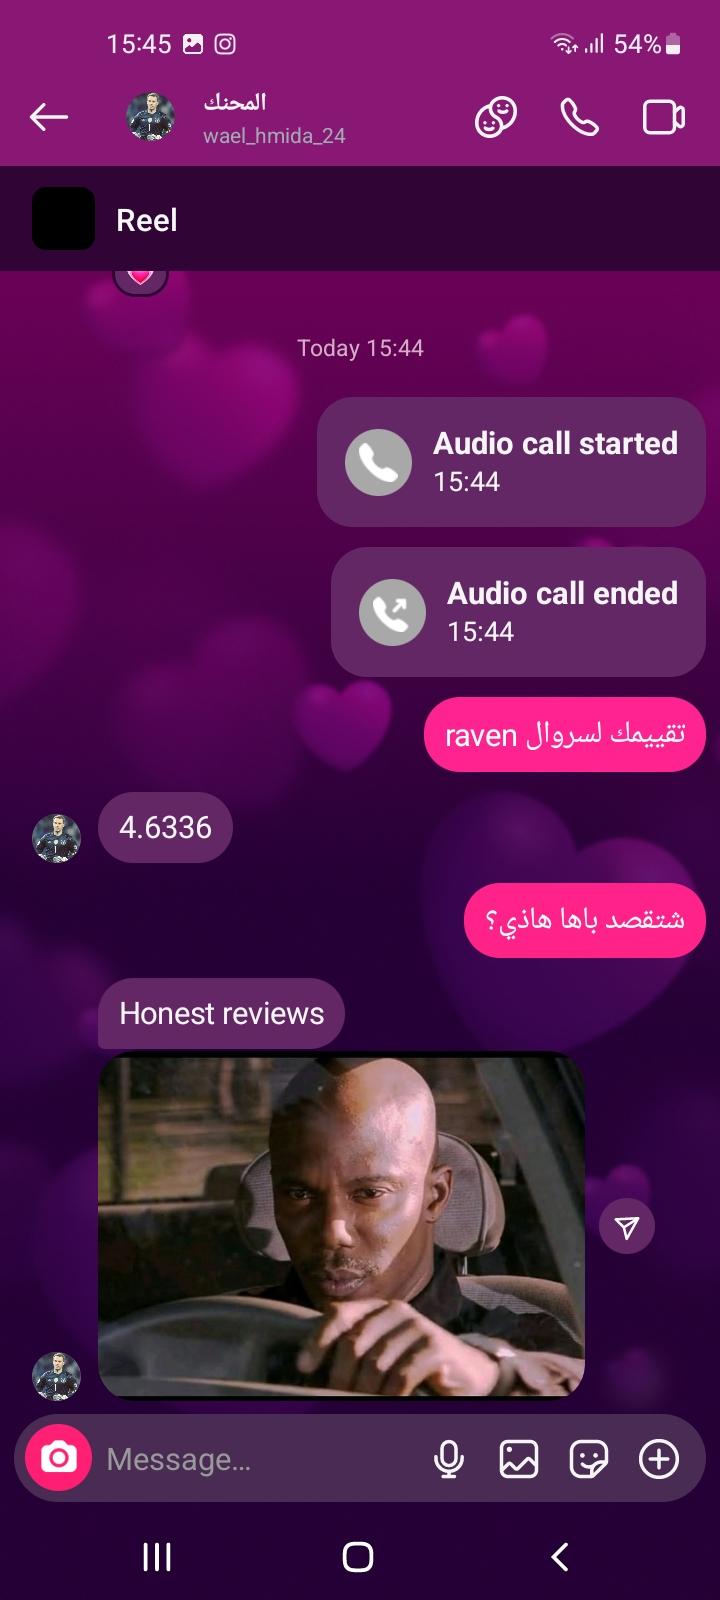 15:45
54%
المحنك
wael_hmida_24
Reel
Today 15:44
Audio call started
15:44
Audio call ended
15:44
تقييمك لسروال raven
4.6336
شتقصد باها هاذي؟
Honest reviews
Message...